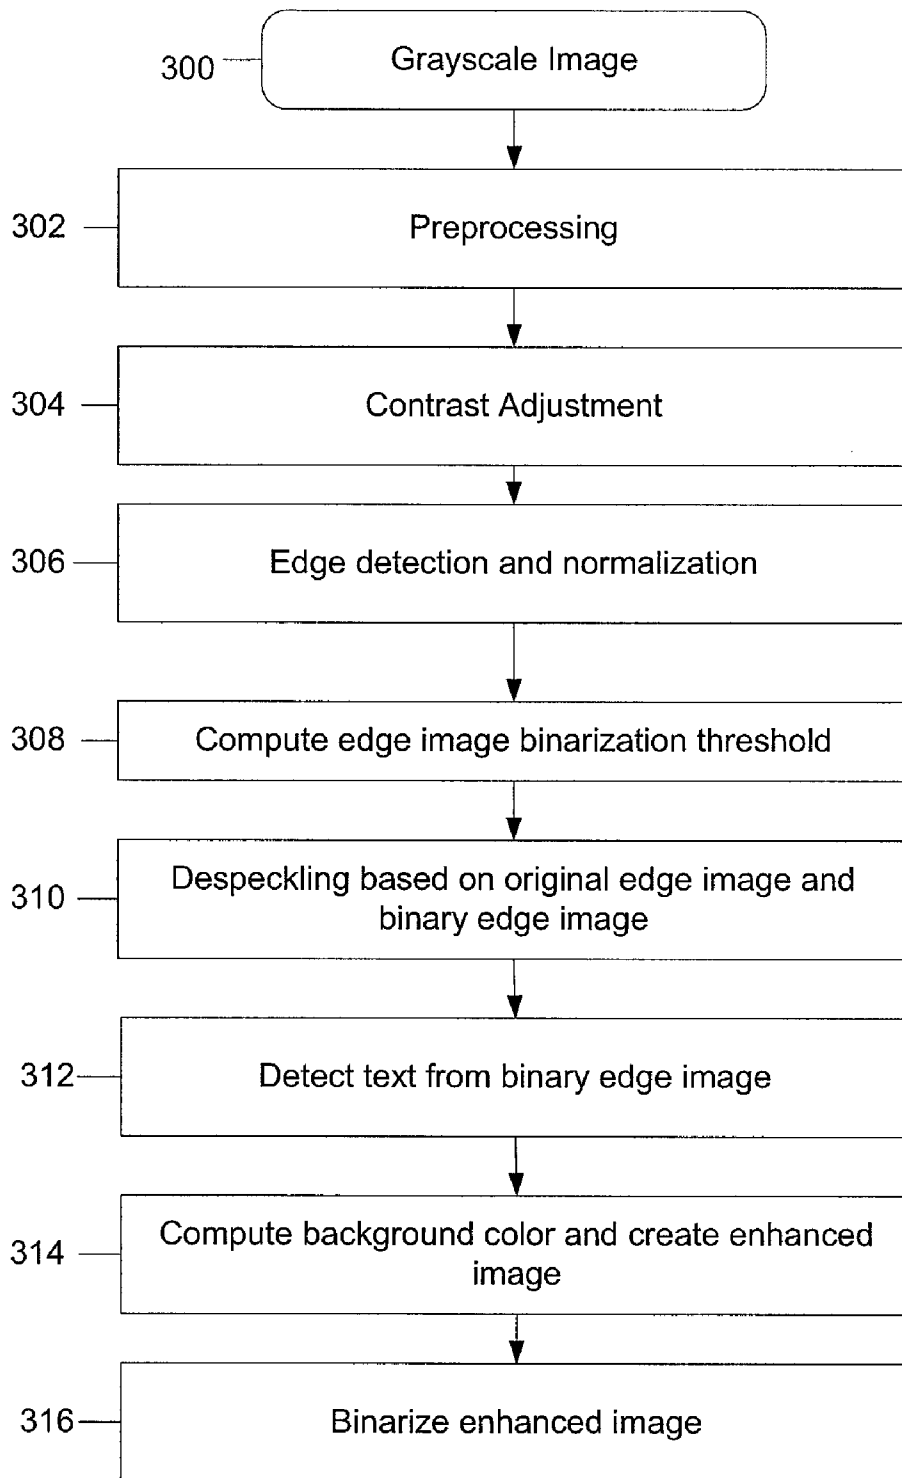 300
Grayscale Image
302
Preprocessing
304
Contrast Adjustment
306
Edge detection and normalization
308
Compute edge image binarization threshold
310
Despeckling based on original edge image and
binary edge image
312
Detect text from binary edge image
314
Compute background color and create enhanced
image
316
Binarize enhanced image